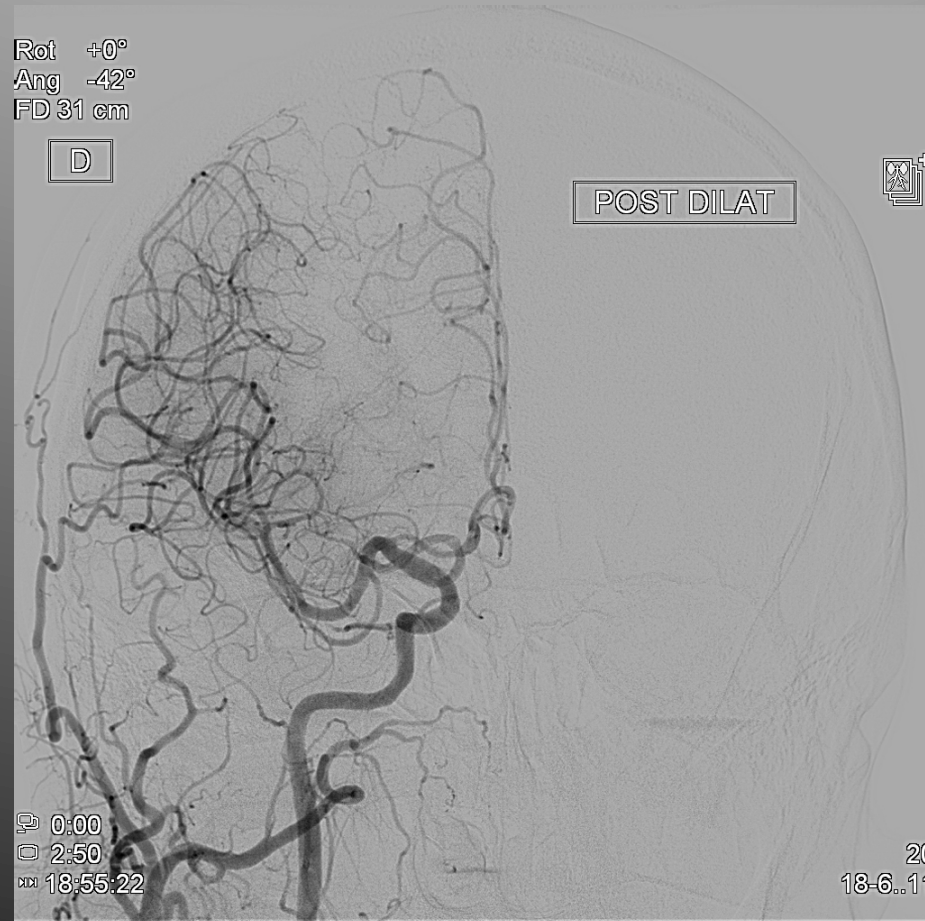 Rot +0°
Ang -42°
FD 31 cm
D
POST DILAT
0:00
2:50
18:55:22
20
18-6..11